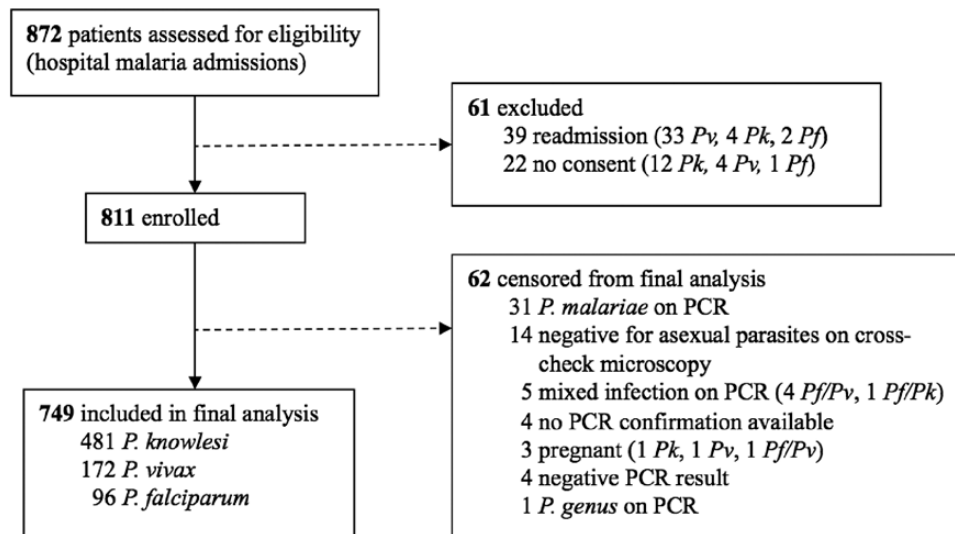 872 patients assessed for eligibility
(hospital malaria admissions)
61 excluded
39 readmission (33 Pv, 4 Pk, 2 Pf)
22 no consent (12 Pk, 4 Pv, 1 Pf)
811 enrolled
62 censored from final analysis
31 P. malariae on PCR
14 negative for asexual parasites on cross-
check microscopy
5 mixed infection on PCR (4 Pf/Pv, 1 Pf/Pk)
4 no PCR confirmation available
3 pregnant (1 Pk, 1 Pv, 1 Pf/Pv)
4 negative PCR result
1 P. genus on PCR
749 included in final analysis
481 P. knowlesi
172 P. vivax
96 P. falciparum